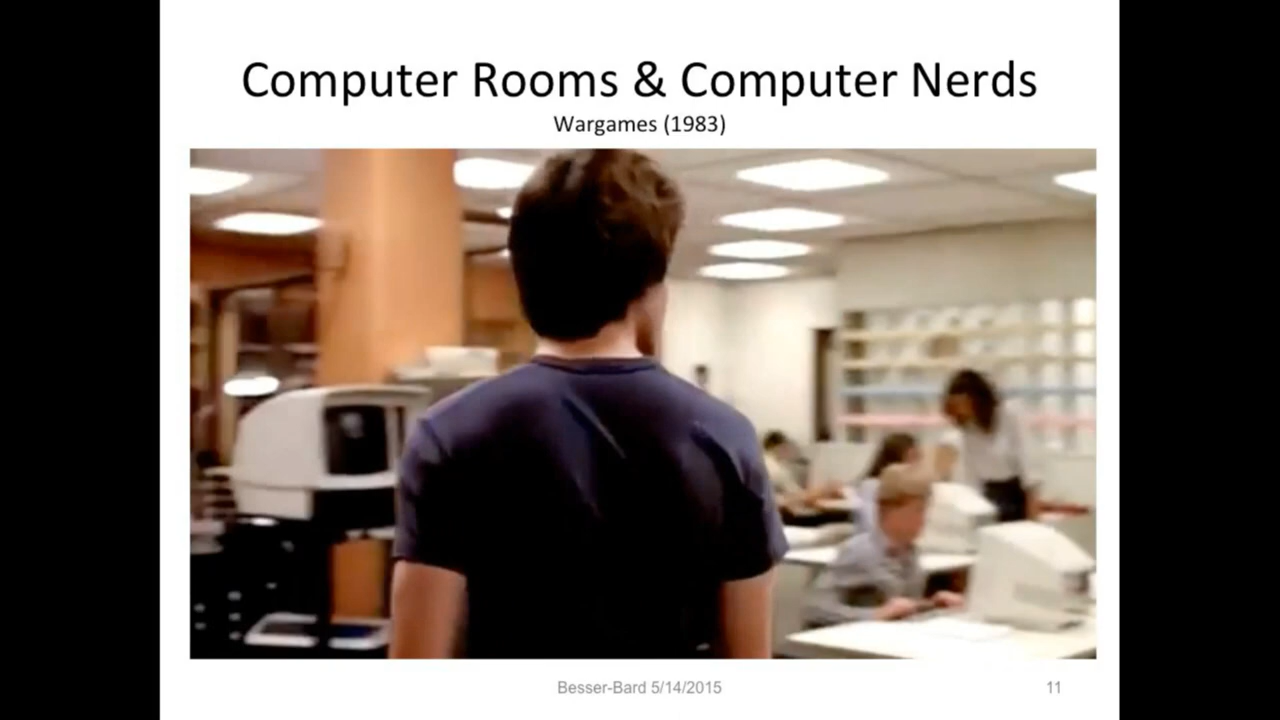 Computer Rooms & Computer Nerds
Wargames (1983)
Besser-Bard 5/14/2015
11